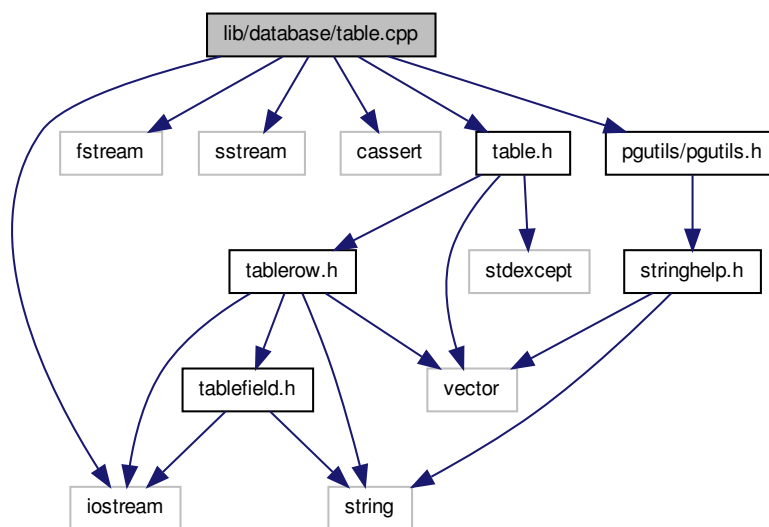 lib/database/table.cpp
fstream
sstream
cassert
table.h
pgutils/pgutils.h
tablerow.h
stdexcept
stringhelp.h
tablefield.h
vector
iostream
string